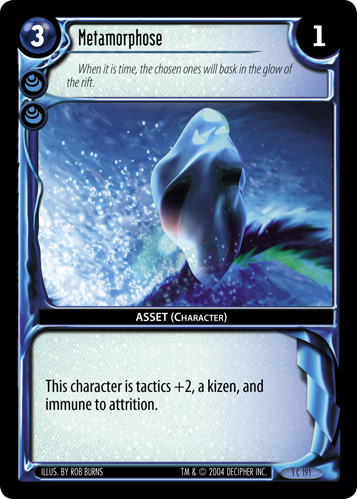 3 Metamorphose 1
When it is time, the chosen ones will bask in the glow of
the rift.
ASSET (CHARACTER)
This character is tactics +2, a kizen, and
immune to attrition.
ILLUS. BY ROB BURNS TM & © 2004 DECIPHER INC. 1 C 191